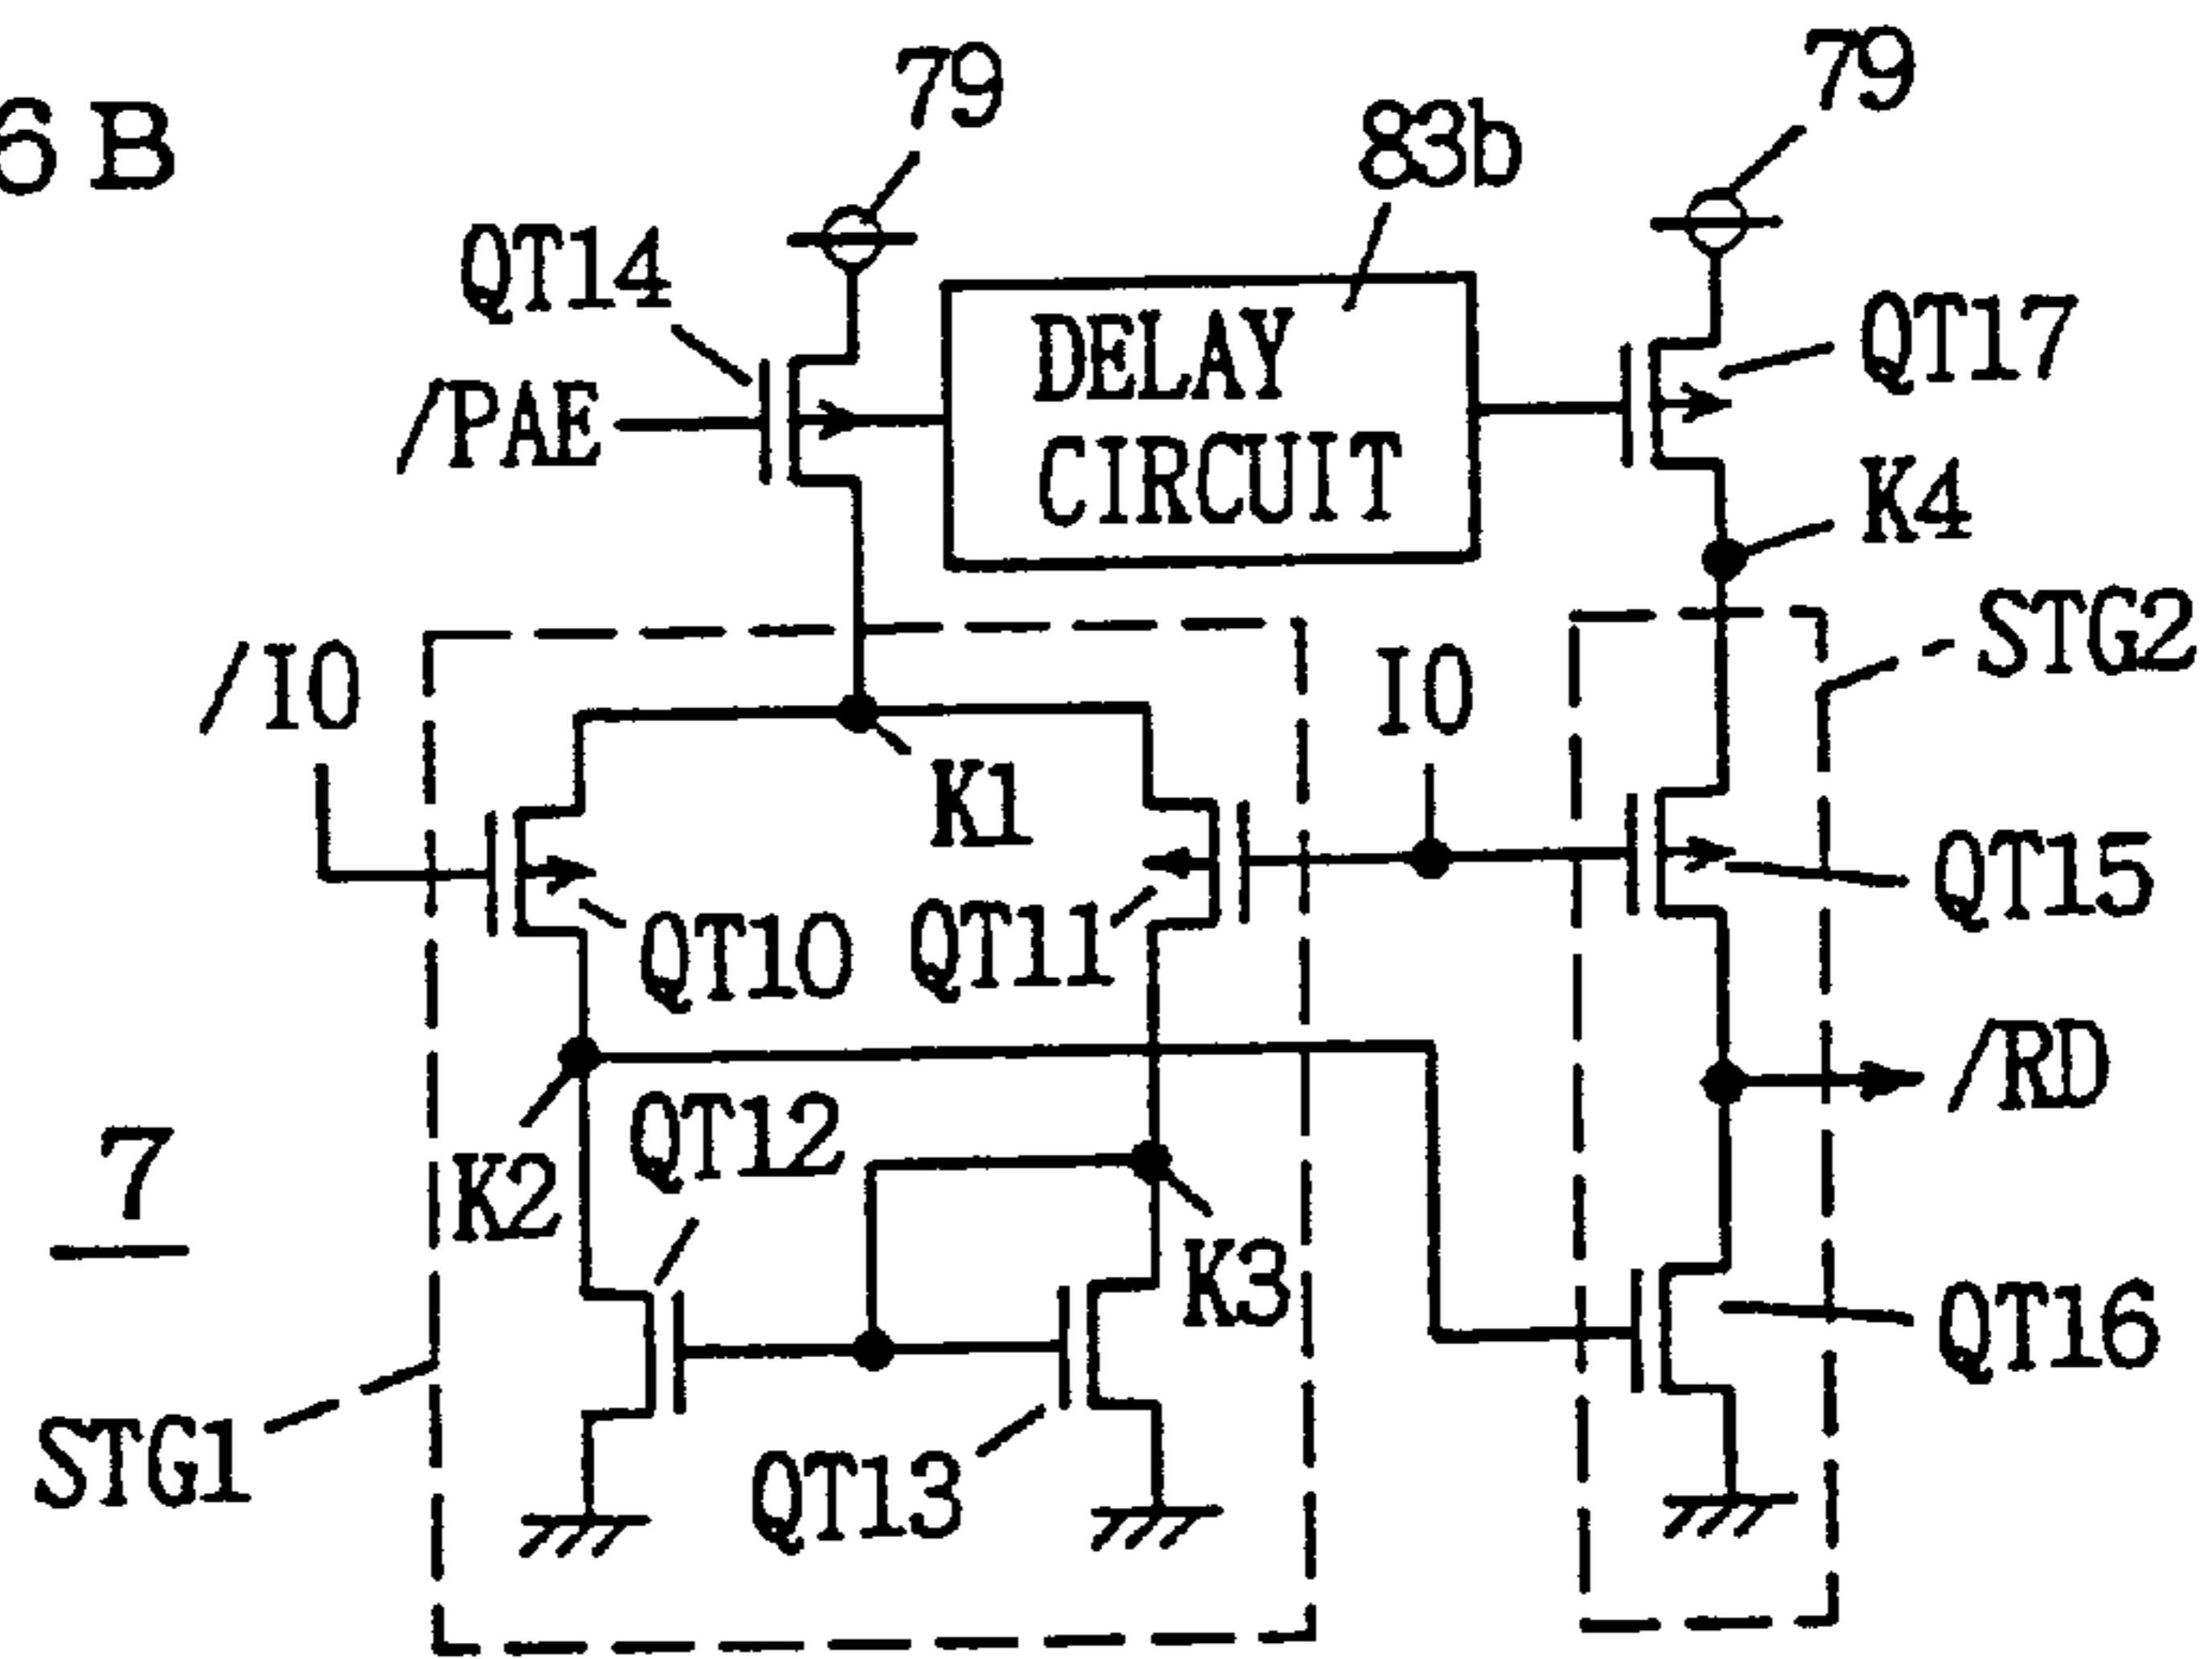 6B
79
79
83b
QT14
DELAY
CIRCUIT
QT17
/PAE
K4
STG2
/IO
IO
K1
QT10
QT11
QT15
/RD
QT12
K2
7
K3
QT16
STG1
QT13